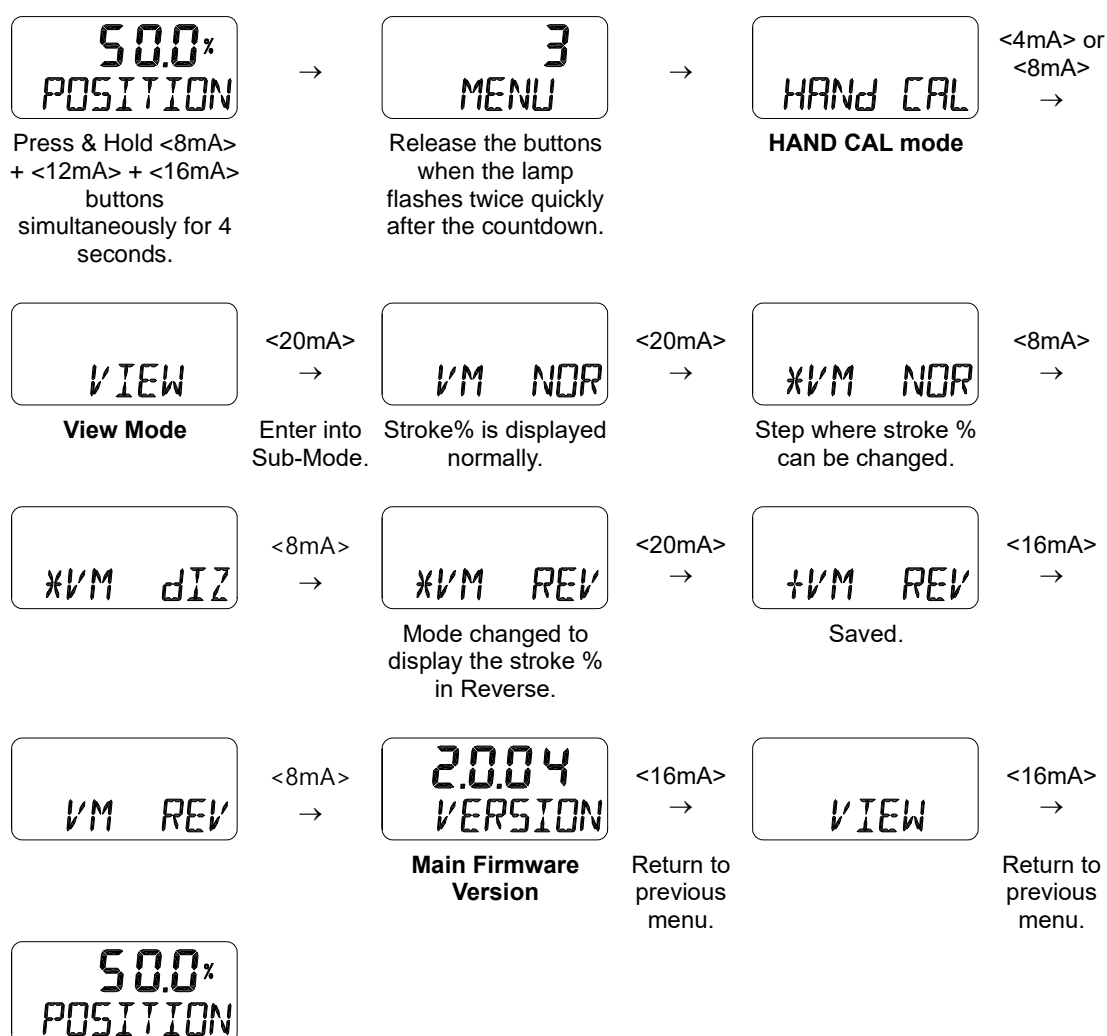 50.0%
POSITION
→
3
MENU
→
HANd CAL
<4mA> or
<8mA>
→
Press & Hold <8mA>
+ <12mA> + <16mA>
buttons
simultaneously for 4
seconds.
Release the buttons
when the lamp
flashes twice quickly
after the countdown.
HAND CAL mode
VIEW
<20mA>
→
VM NOR
<20mA>
→
*VM NOR
<8mA>
→
View Mode
Enter into
Sub-Mode.
Stroke% is displayed
normally.
Step where stroke %
can be changed.
*VM dIZ
<8mA>
→
*VM REV
<20mA>
→
+VM REV
<16mA>
→
Mode changed to
display the stroke %
in Reverse.
Saved.
VM REV
<8mA>
→
2.0.04
VERSION
<16mA>
→
VIEW
<16mA>
→
Main Firmware
Version
Return to
previous
menu.
Return to
previous
menu.
50.0%
POSITION